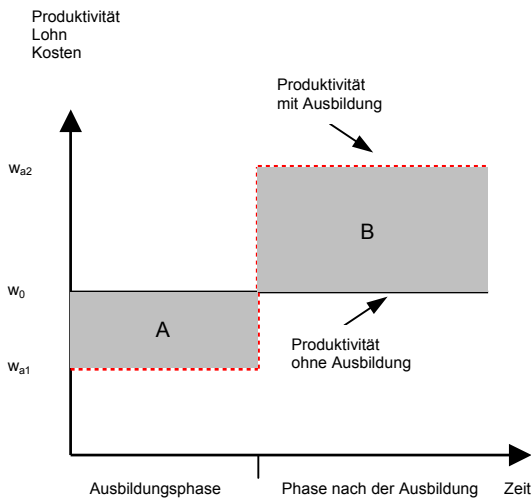 Produktivität
Lohn
Kosten
Produktivität
mit Ausbildung
wa2
B
w0
A
Produktivität
ohne Ausbildung
wa1
Ausbildungsphase
Phase nach der Ausbildung
Zeit